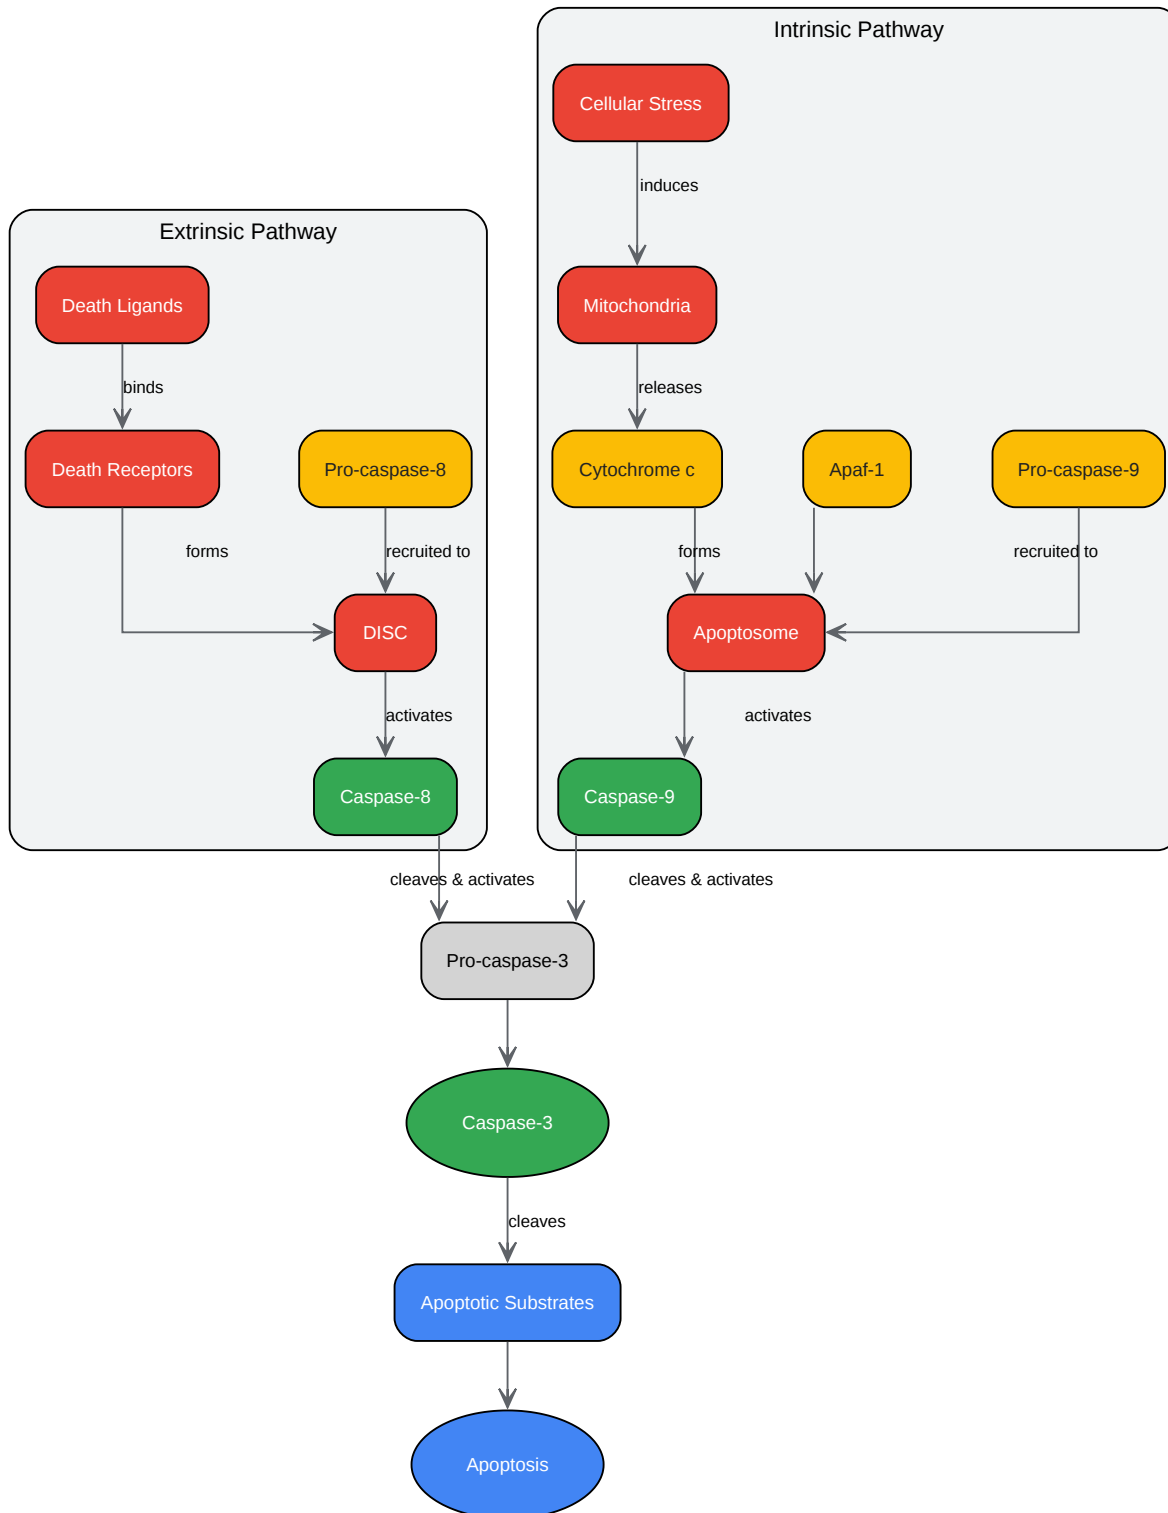 Intrinsic Pathway
Cellular Stress
induces
Extrinsic Pathway
Death Ligands
Mitochondria
binds
releases
Death Receptors
Pro-caspase-8
Cytochrome c
Apaf-1
Pro-caspase-9
forms
recruited to
forms
recruited to
DISC
Apoptosome
activates
activates
Caspase-8
Caspase-9
cleaves & activates
cleaves & activates
Pro-caspase-3
Caspase-3
cleaves
Apoptotic Substrates
Apoptosis